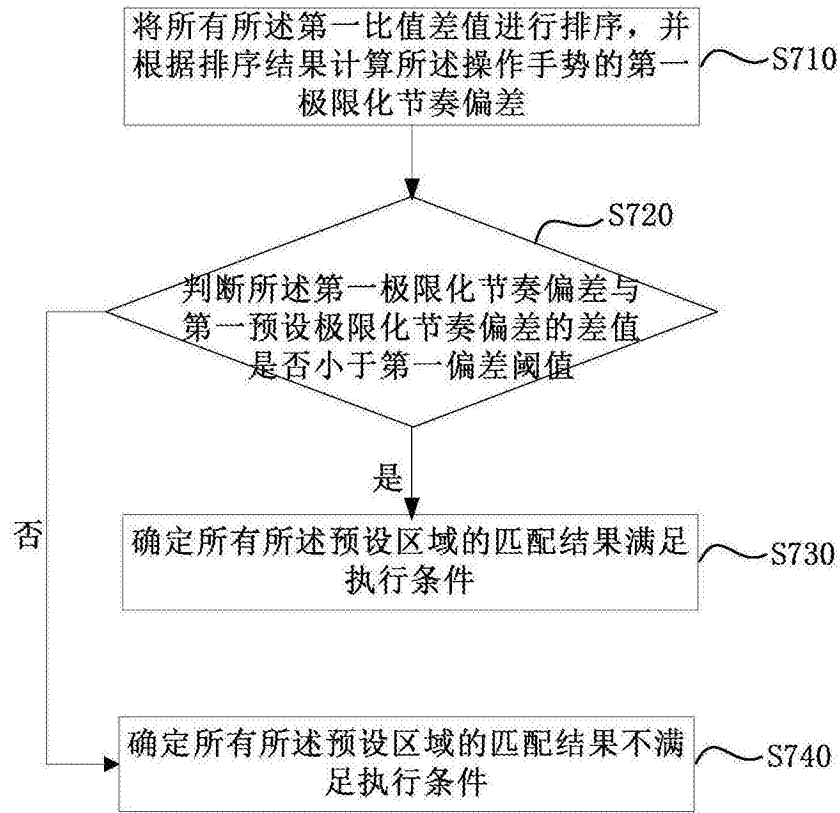 将所有所述第一比值差值进行排序，并
根据排序结果计算所述操作手势的第一
极限化节奏偏差
S710
S720
判断所述第一极限化节奏偏差与
第一预设极限化节奏偏差的差值
是否小于第一偏差阈值
是
否
确定所有所述预设区域的匹配结果满足
执行条件
S730
确定所有所述预设区域的匹配结果不满
足执行条件
S740